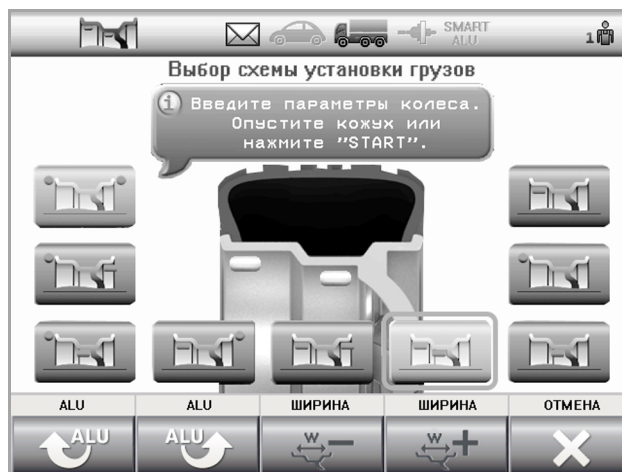 SMART
ALU
1
Выбор схемы установки грузов
Введите параметры колеса.
Опустите кожух или
нажмите "START".
ALU
ALU
ШИРИНА
ШИРИНА
ОТМЕНА
ALU
ALU
W
W